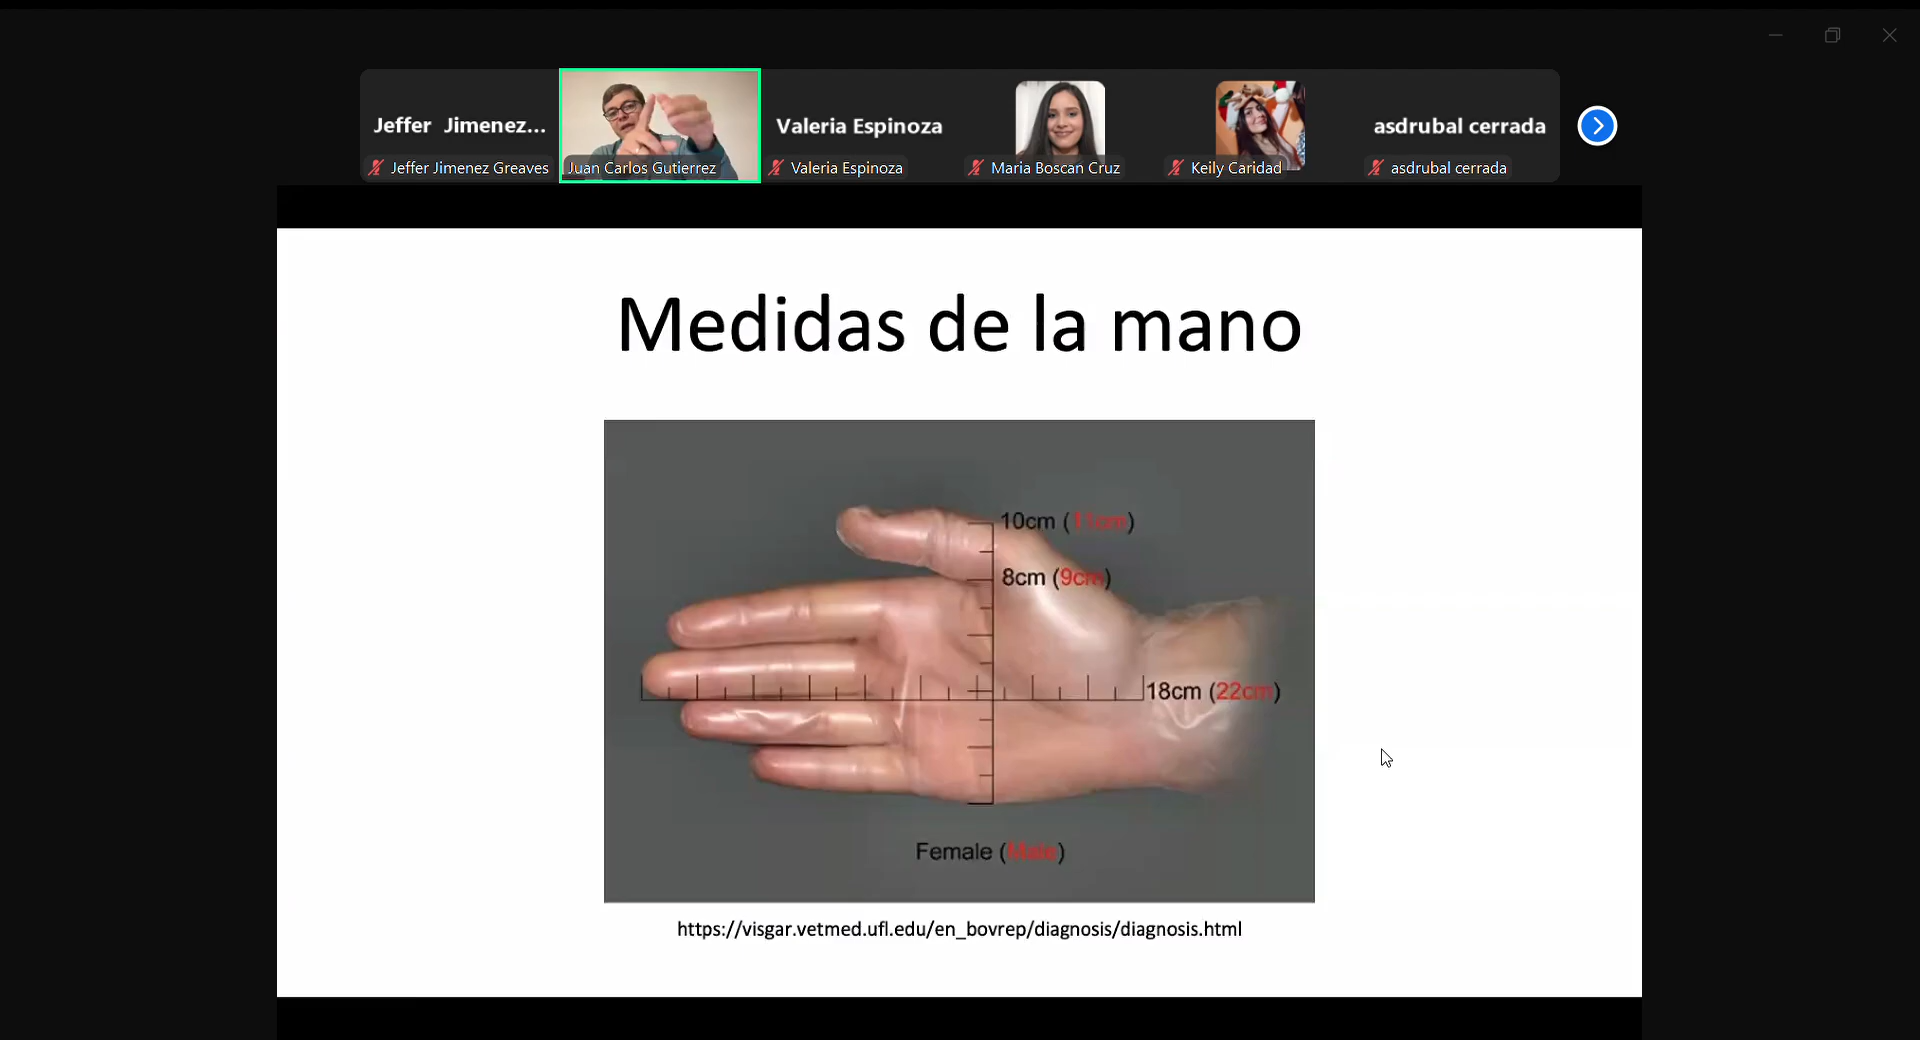 Jeffer Jimenez...
Valeria Espinoza
asdrubal cerrada
Jeffer Jimenez Greaves
Juan Carlos Gutierrez
Valeria Espinoza
Maria Boscan Cruz
Keily Caridad
asdrubal cerrada
Medidas de la mano
10cm (11cm)
8cm (9cm)
18cm (22cm)
Female (Male)
https://visgar.vetmed.ufl.edu/en_bovrep/diagnosis/diagnosis.html